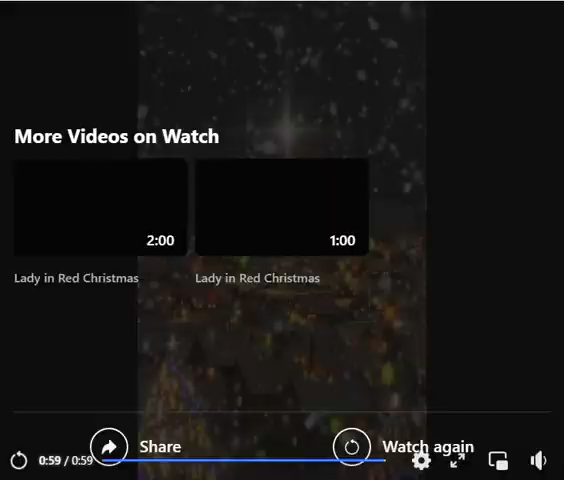 More Videos on Watch
2:00
1:00
Lady in Red Christmas
Lady in Red Christmas
Share
Watch again
0:59 / 0:59